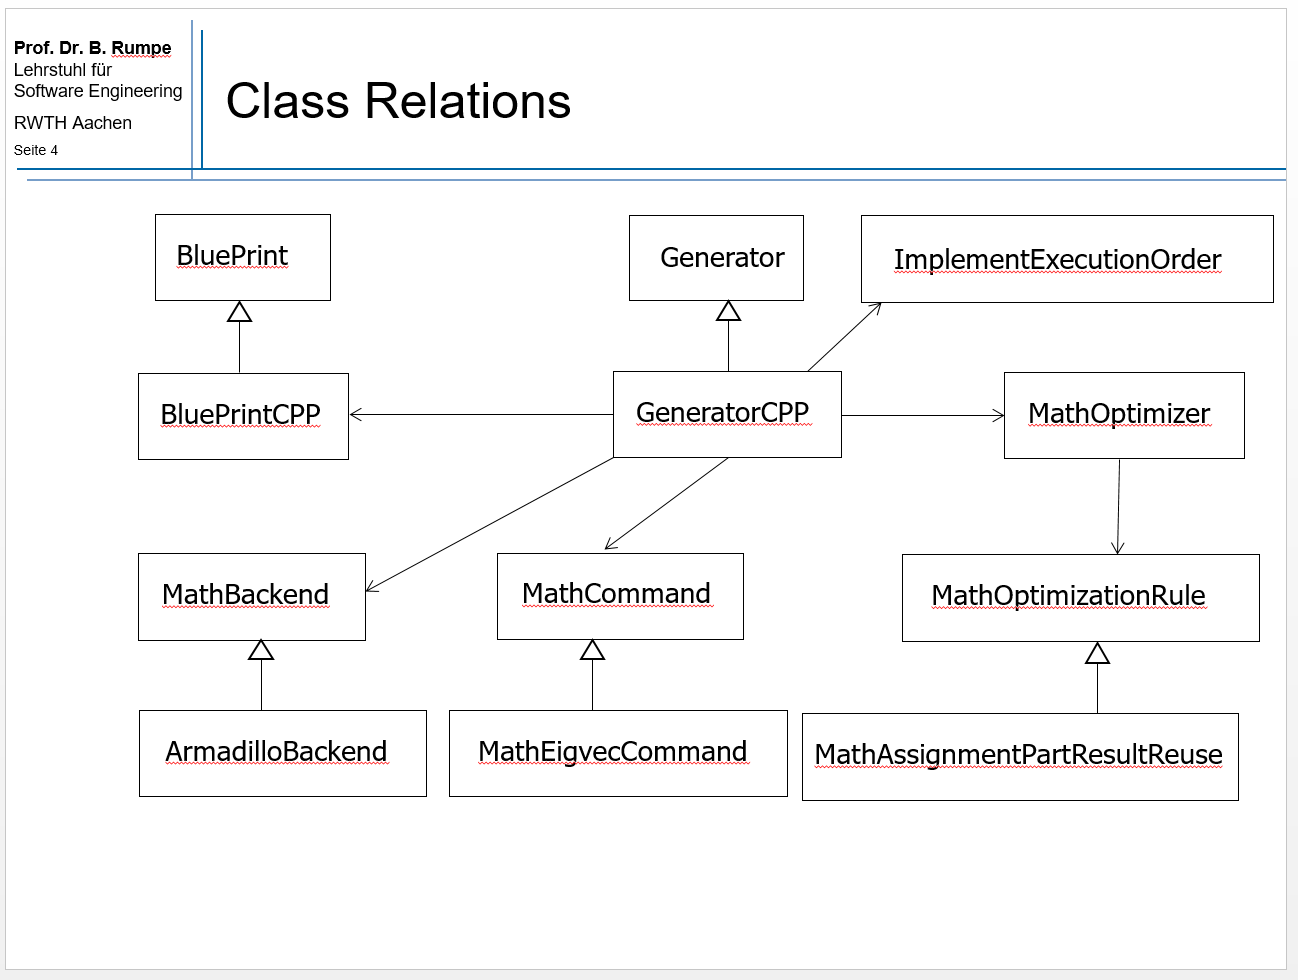 Prof. Dr. B. Rumpe
Lehrstuhl für
Software Engineering
RWTH Aachen
Seite 4
Class Relations
BluePrint
Generator
ImplementExecutionOrder
BluePrintCPP
GeneratorCPP
MathOptimizer
MathBackend
MathCommand
MathOptimizationRule
ArmadilloBackend
MathEigvecCommand
MathAssignmentPartResultReuse